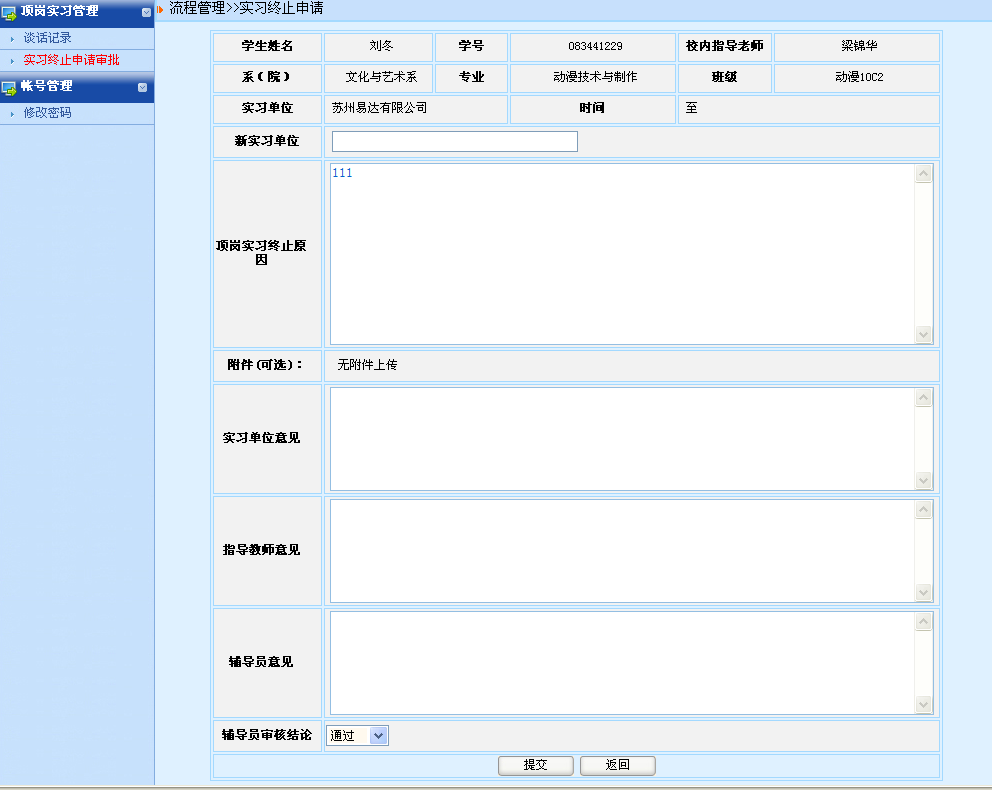 顶岗实习管理
谈话记录
实习终止申请审批
帐号管理
修改密码
流程管理>>实习终止申请
学生姓名 刘冬 学号 083441229 校内指导老师 梁锦华
系（院） 文化与艺术系 专业 动漫技术与制作 班级 动漫10C2
实习单位 苏州易达有限公司 时间 至
新实习单位
顶岗实习终止原
因
111
附件(可选)： 无附件上传
实习单位意见
指导教师意见
辅导员意见
辅导员审核结论 通过
提交 返回